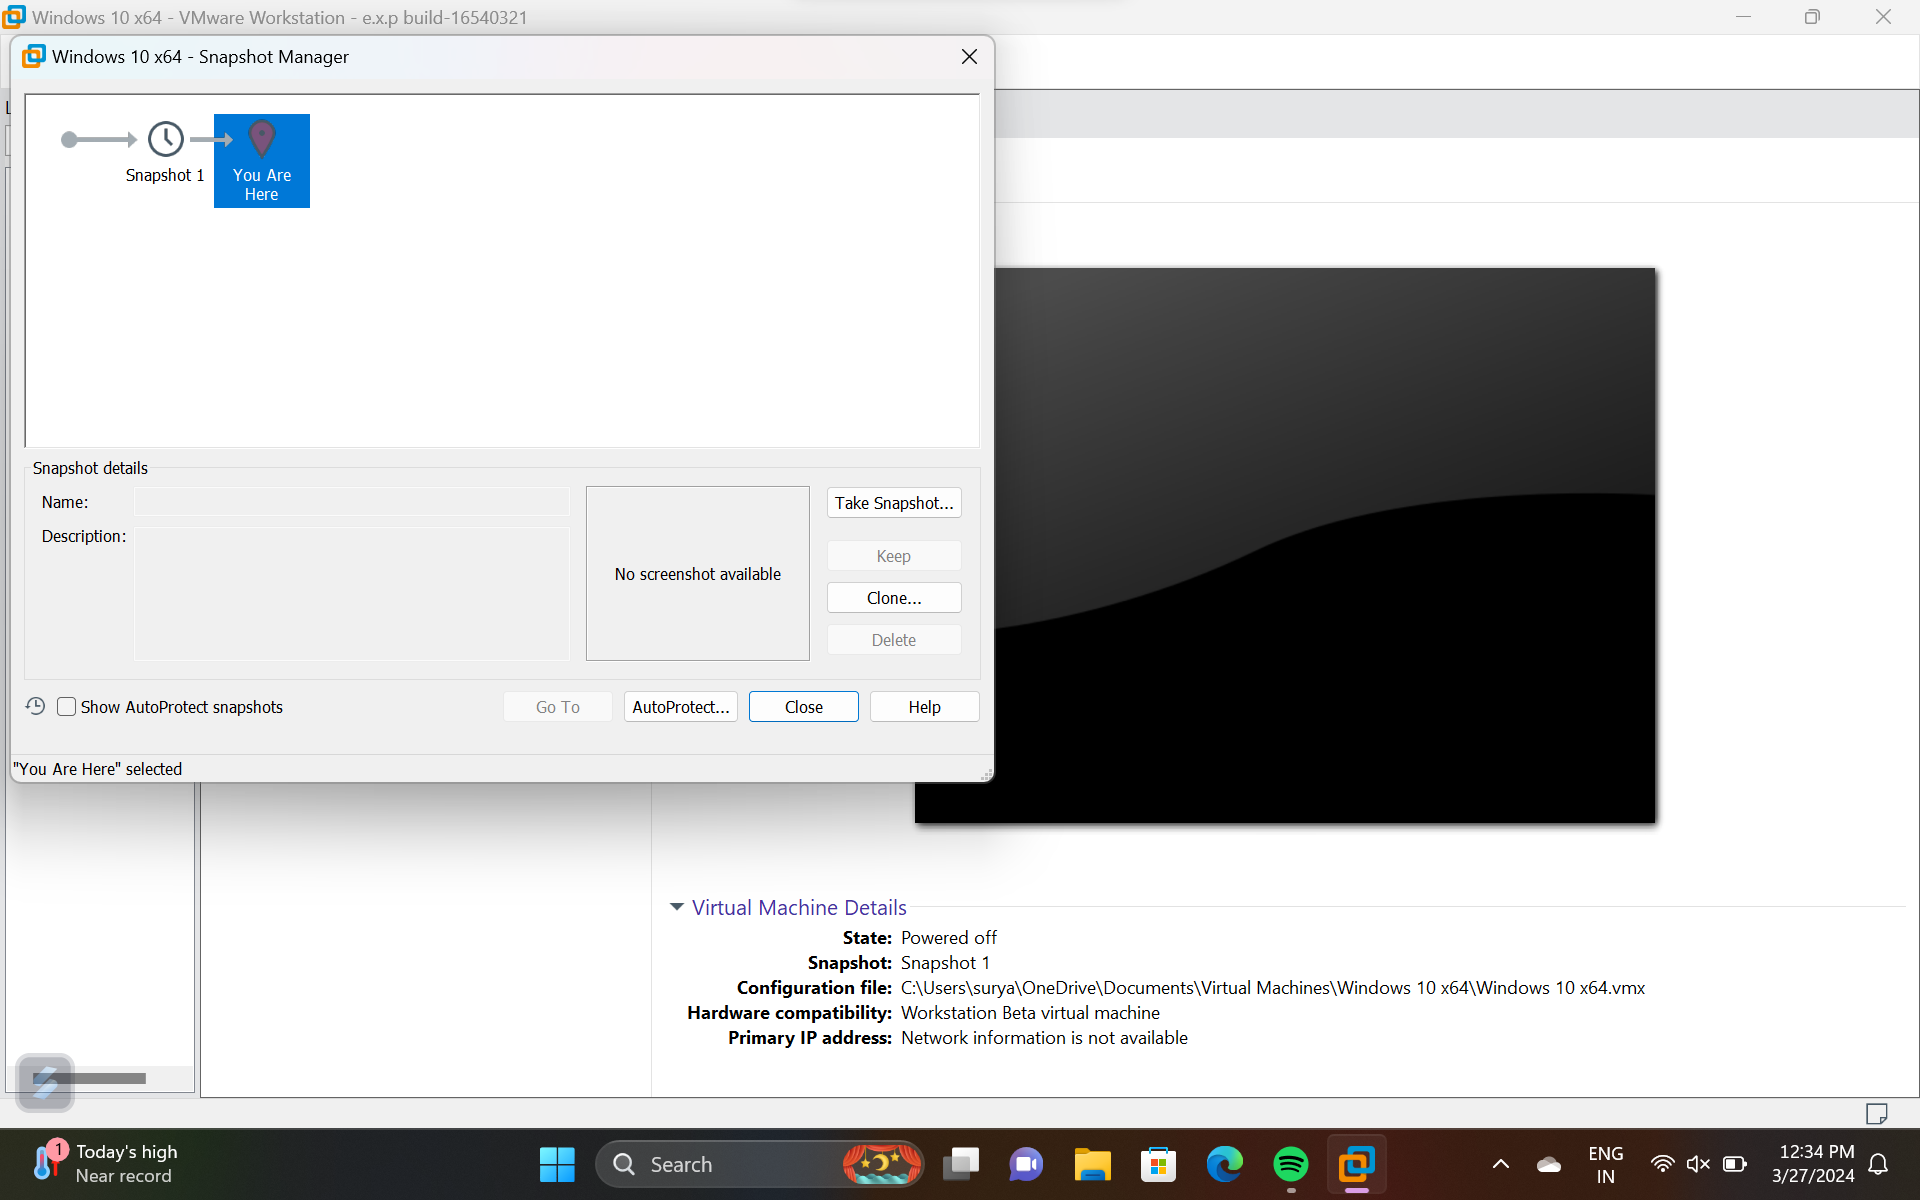 Windows 10 x64 - VMware Workstation - e.x.p build-16540321
Windows 10 x64 - Snapshot Manager
Snapshot 1
You Are
Here
Snapshot details
Name:
Description:
No screenshot available
Take Snapshot...
Keep
Clone...
Delete
Show AutoProtect snapshots
Go To
AutoProtect...
Close
Help
"You Are Here" selected
Virtual Machine Details
State: Powered off
Snapshot: Snapshot 1
Configuration file: C:\Users\surya\OneDrive\Documents\Virtual Machines\Windows 10 x64\Windows 10 x64.vmx
Hardware compatibility: Workstation Beta virtual machine
Primary IP address: Network information is not available
1
Today's high
Near record
Search
ENG
IN
12:34 PM
3/27/2024